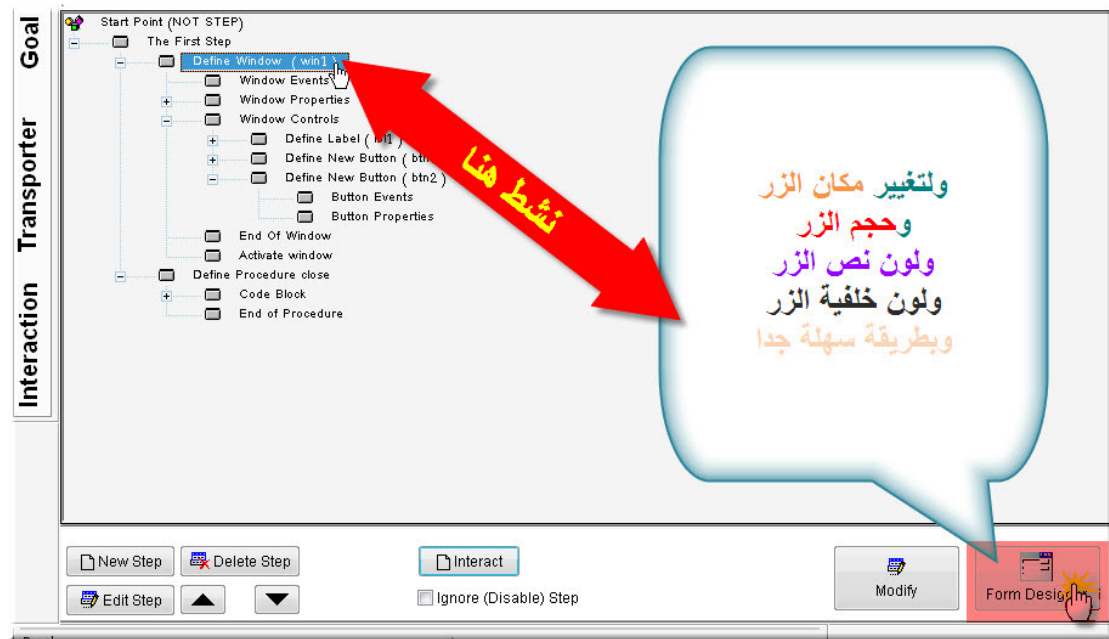 Goal
Transporter
Interaction
Start Point (NOT STEP)
The First Step
Define Window ( win1 )
Window Events
Window Properties
Window Controls
Define Label (
Define New Button (
Define New Button ( btn2 )
Button Events
Button Properties
End Of Window
Activate window
Define Procedure close
Code Block
End of Procedure
نشط هنا
ولتغيير مكان الزر
وحجم الزر
ولون نص الزر
ولون خلفية الزر
وبطريقة سهلة جدا
New Step
Delete Step
Interact
Edit Step
Ignore (Disable) Step
Modify
Form